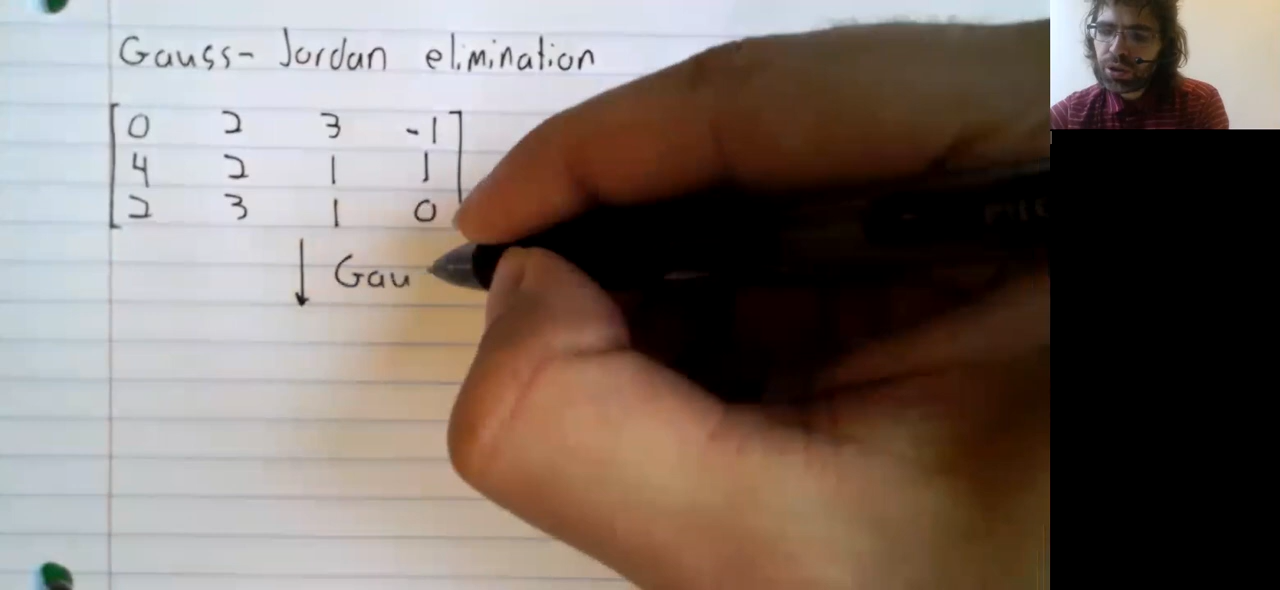 Gauss-Jordan elimination
0 2 3 -1
4 2 1 1
2 3 1 0
↓ Gau